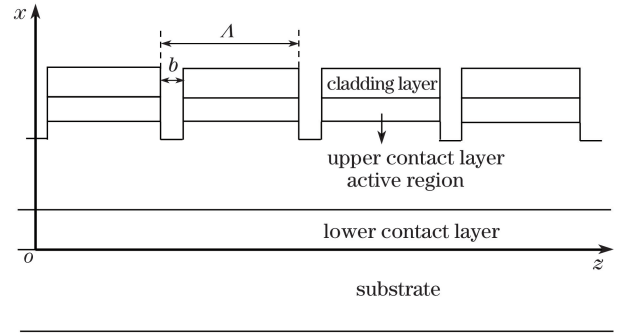 x
Λ
b
cladding layer
upper contact layer
active region
lower contact layer
o
z
substrate